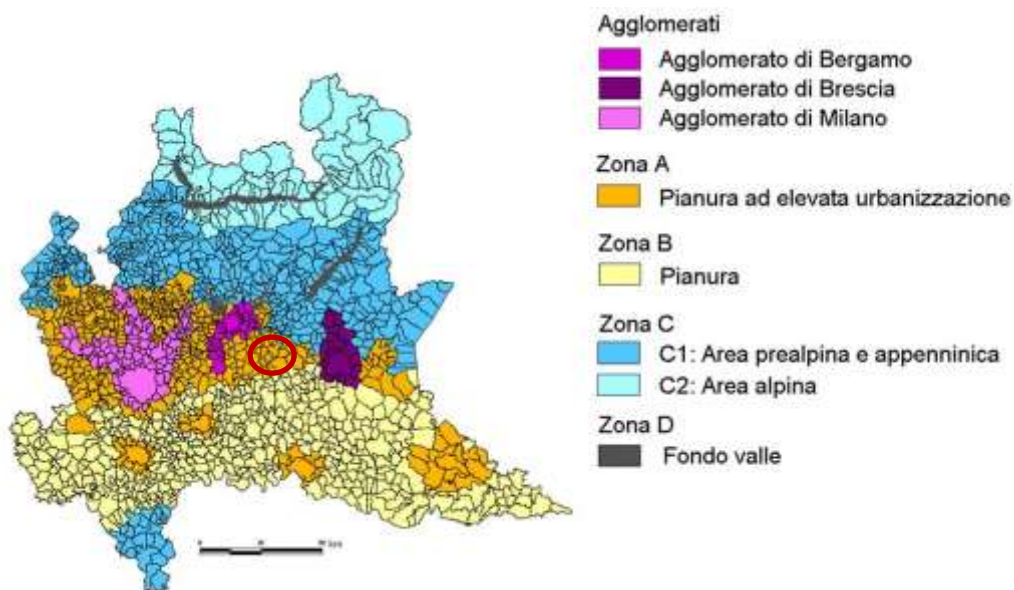 Agglomerati
Agglomerato di Bergamo
Agglomerato di Brescia
Agglomerato di Milano
Zona A
Pianura ad elevata urbanizzazione
Zona B
Pianura
Zona C
C1: Area prealpina e appenninica
C2: Area alpina
Zona D
Fondo valle